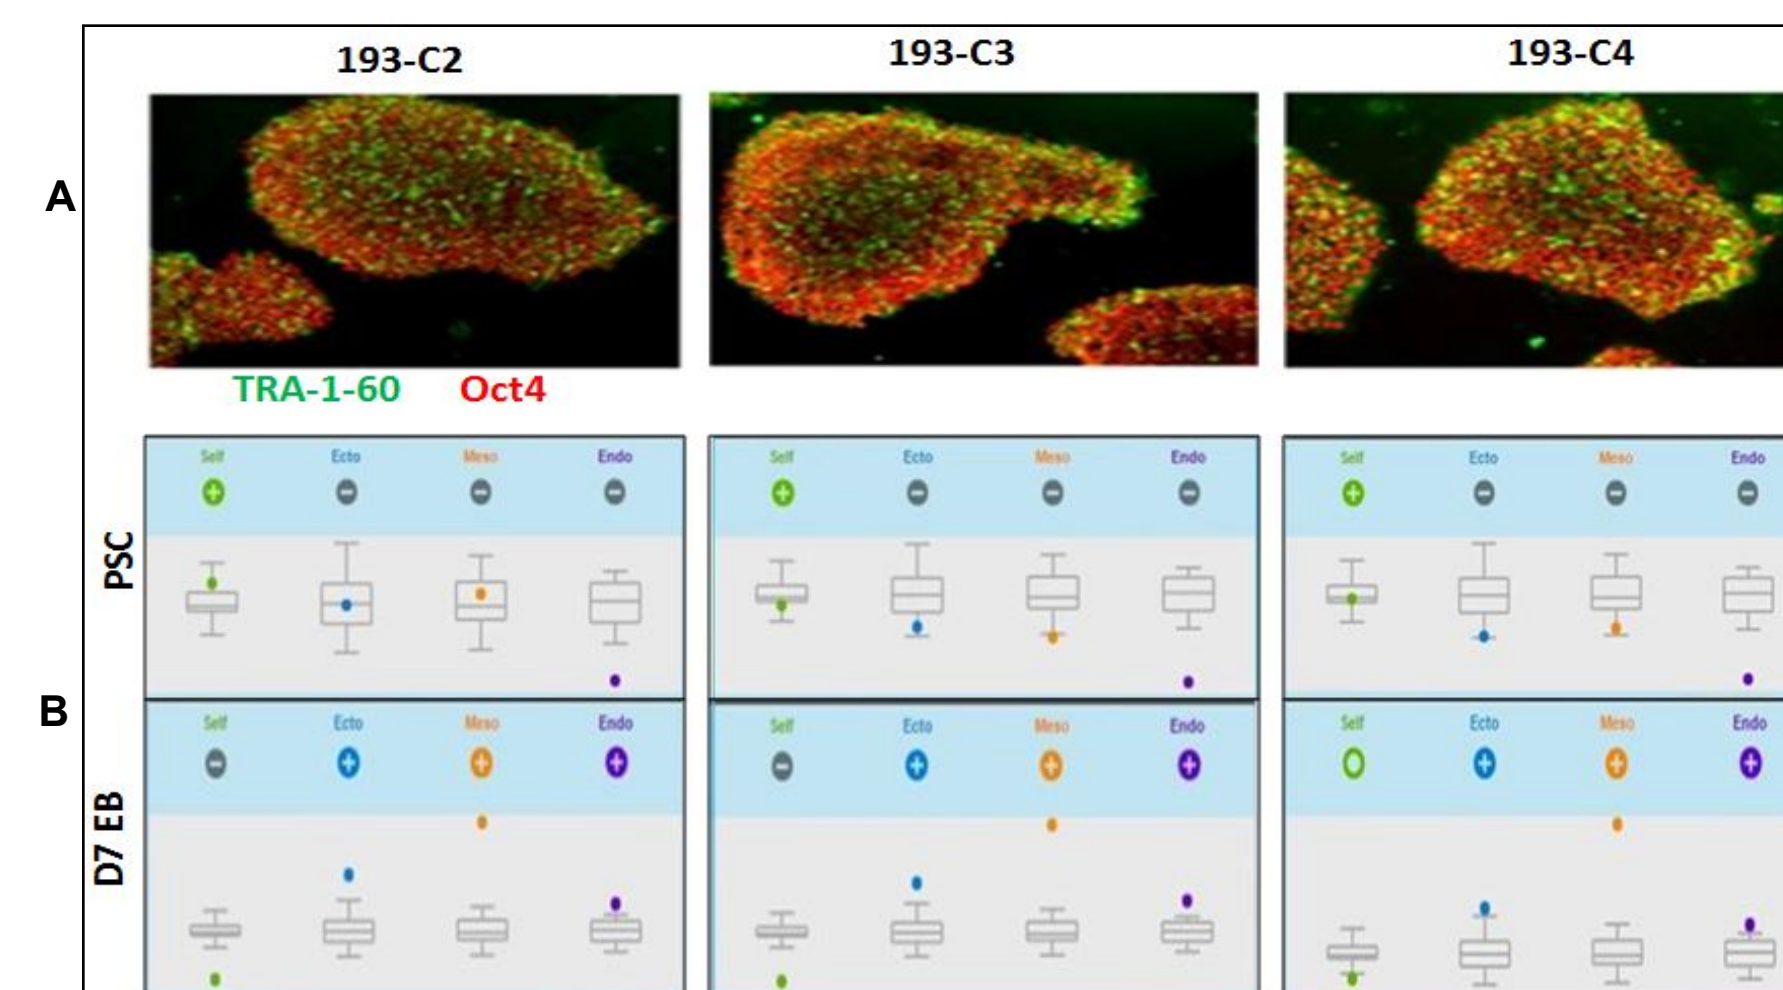 193-C2 193-C3 193-C4
A
TRA-1-60 Oct4
PSC
Self Ecto Meso Endo
Self Ecto Meso Endo
Self Ecto Meso Endo
B
D7 EB
Self Ecto Meso Endo
Self Ecto Meso Endo
Self Ecto Meso Endo